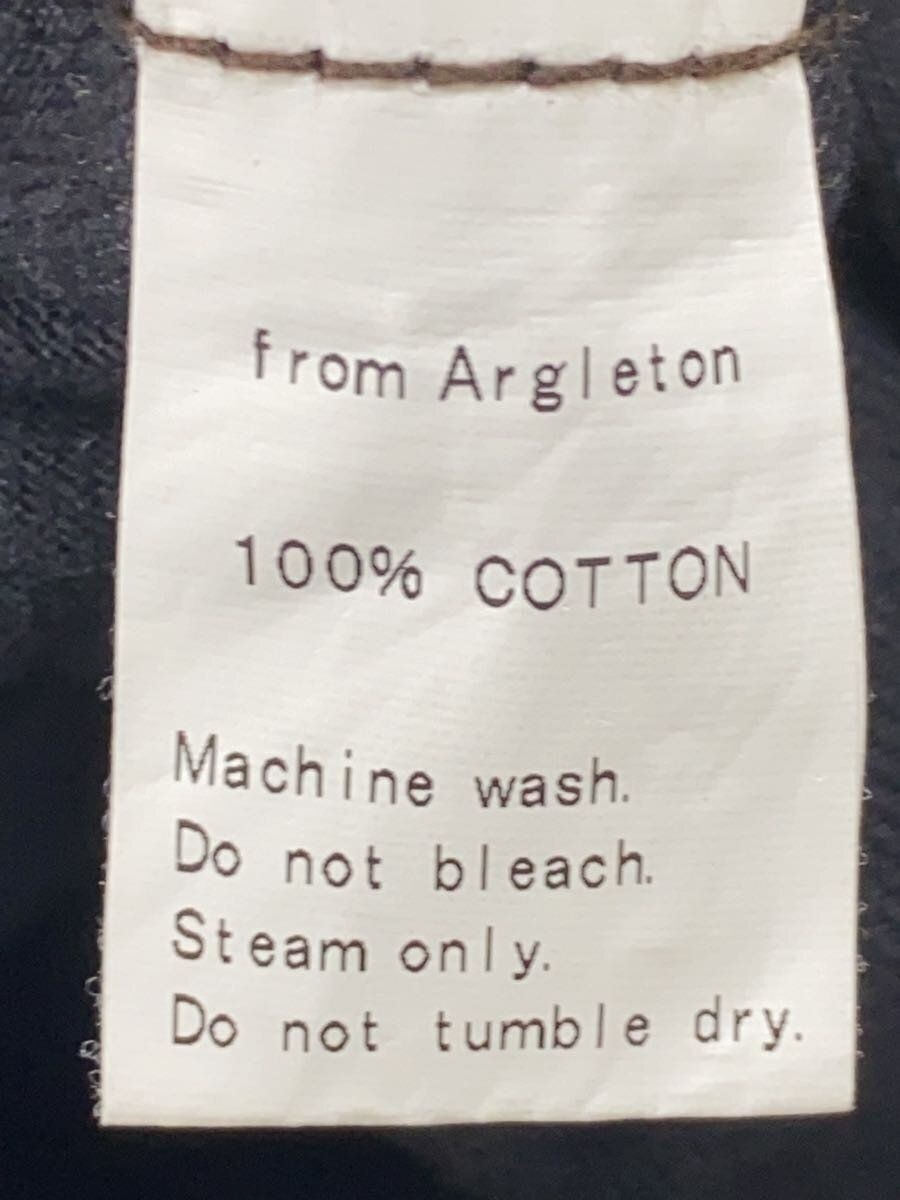 from Argleton
100% COTTON
Machine wash.
Do not bleach.
Steam only.
Do not tumble dry.